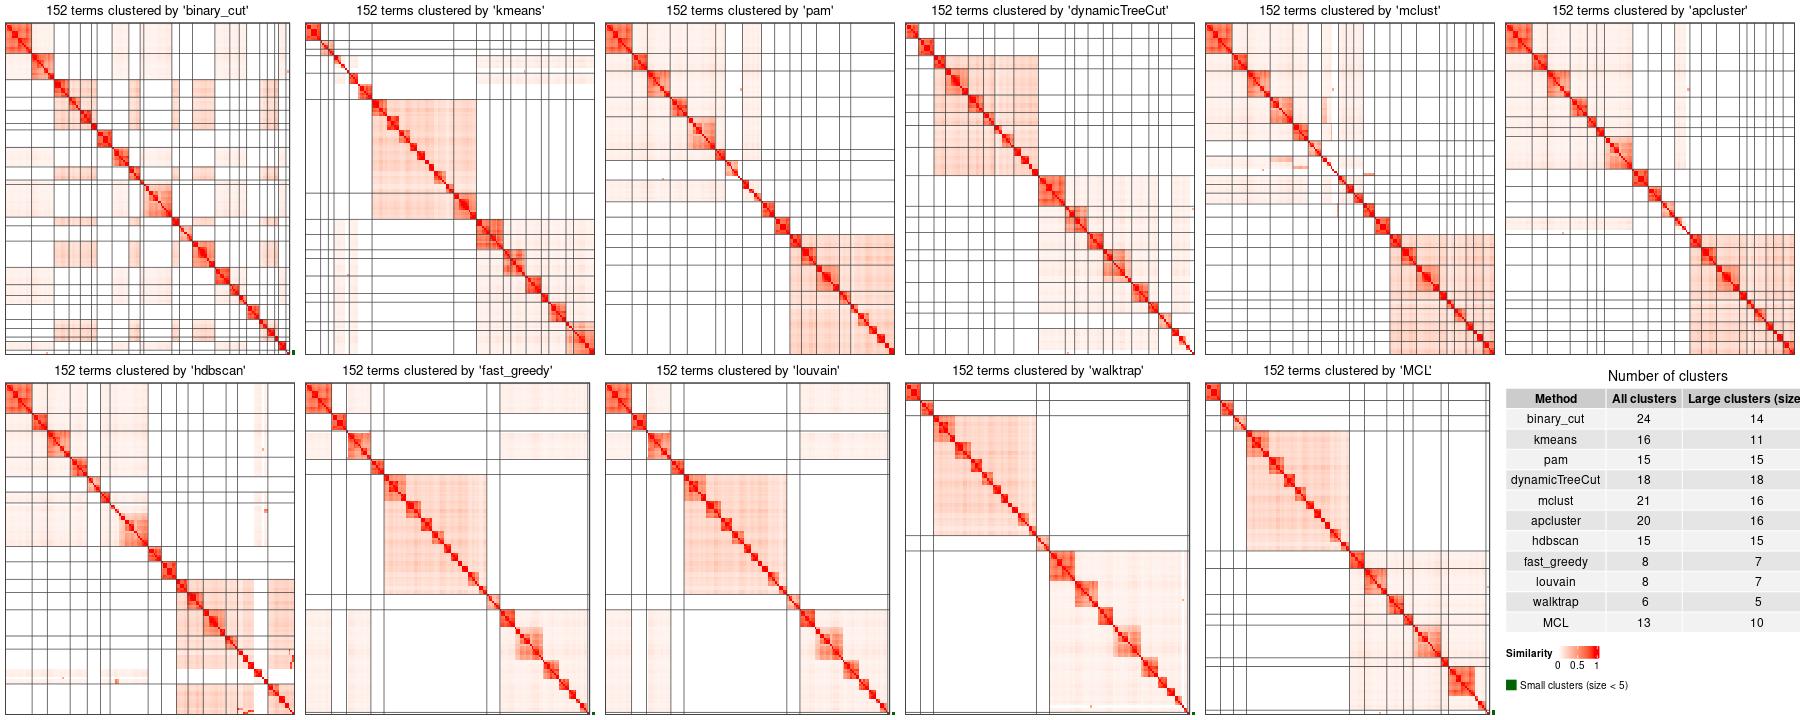 152 terms clustered by 'binary_cut'
152 terms clustered by 'kmeans'
152 terms clustered by 'pam'
152 terms clustered by 'dynamicTreeCut'
152 terms clustered by 'mclust'
152 terms clustered by 'apcluster'
152 terms clustered by 'hdbscan'
152 terms clustered by 'fast_greedy'
152 terms clustered by 'louvain'
152 terms clustered by 'walktrap'
152 terms clustered by 'MCL'
Number of clusters
Method All clusters Large clusters (size
binary_cut 24 14
kmeans 16 11
pam 15 15
dynamicTreeCut 18 18
mclust 21 16
apcluster 20 16
hdbscan 15 15
fast_greedy 8 7
louvain 8 7
walktrap 6 5
MCL 13 10
Similarity
0 0.5 1
Small clusters (size < 5)